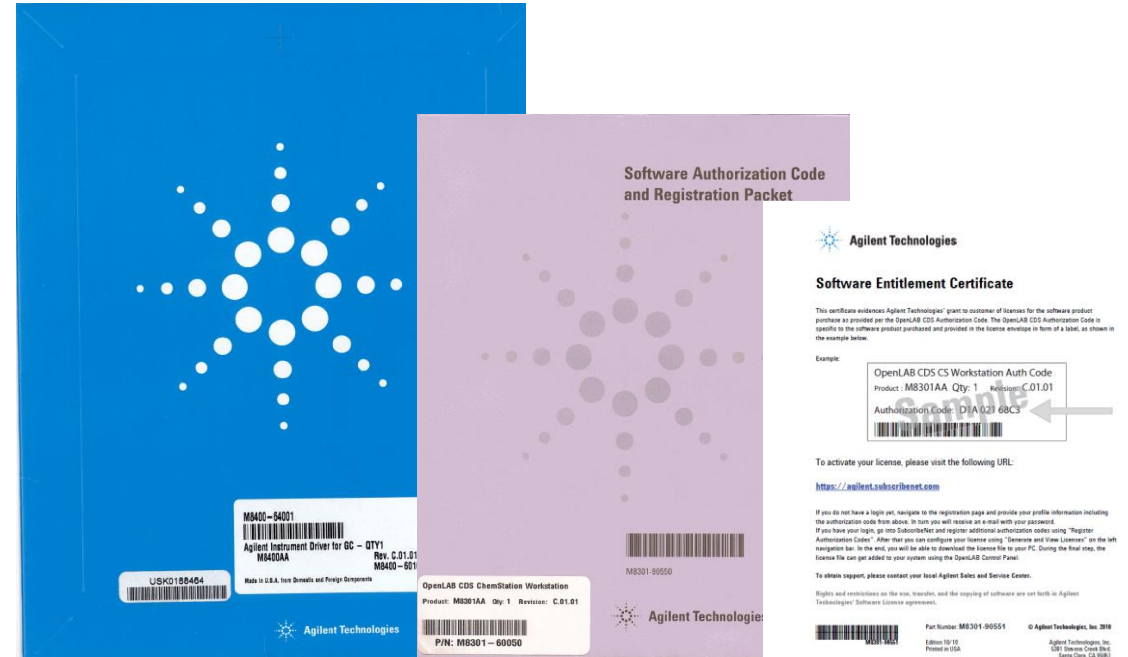 M8400-64001
Agilent Instrument Driver for GC - QTY1
M8400AA
Rev. C.01.01
M8400-601
Made in U.S.A. from Domestic and Foreign Components
USK0188464
Agilent Technologies
Software Authorization Code
and Registration Packet
M8301-90550
OpenLAB CDS ChemStation Workstation
Product: M8301AA Qty: 1 Revision: C.01.01
P/N: M8301-60050
Agilent Technologies
Agilent Technologies
Software Entitlement Certificate
This certificate evidences Agilent Technologies' grant to customer of licenses for the software product
purchase as provided per the OpenLAB CDS Authorization Code. The OpenLAB CDS Authorization Code is
specific to the software product purchased and provided in the license envelope in form of a label, as shown in
the example below.
Example:
OpenLAB CDS CS Workstation Auth Code
Product : M8301AA Qty: 1 Revision: C.01.01
Authorization Code: D1A 021 68C3
Sample
To activate your license, please visit the following URL:
https://agilent.subscribenet.com
If you do not have a login yet, navigate to the registration page and provide your profile information including
the authorization code from above. In turn you will receive an e-mail with your password.
If you have your login, go into SubscribeNet and register additional authorization codes using "Register
Authorization Codes". After that you can configure your license using "Generate and View Licenses" on the left
navigation bar. In the end, you will be able to download the license file to your PC. During the final step, the
license file can get added to your system using the OpenLAB Control Panel.
To obtain support, please contact your local Agilent Sales and Service Center.
Rights and restrictions on the use, transfer, and the copying of software are set forth in Agilent
Technologies' Software License agreement.
M8301-90551
Part Number: M8301-90551
Edition 10/10
Printed in USA
© Agilent Technologies, Inc. 2010
Agilent Technologies, Inc.
5301 Stevens Creek Blvd.
Santa Clara, CA 95051